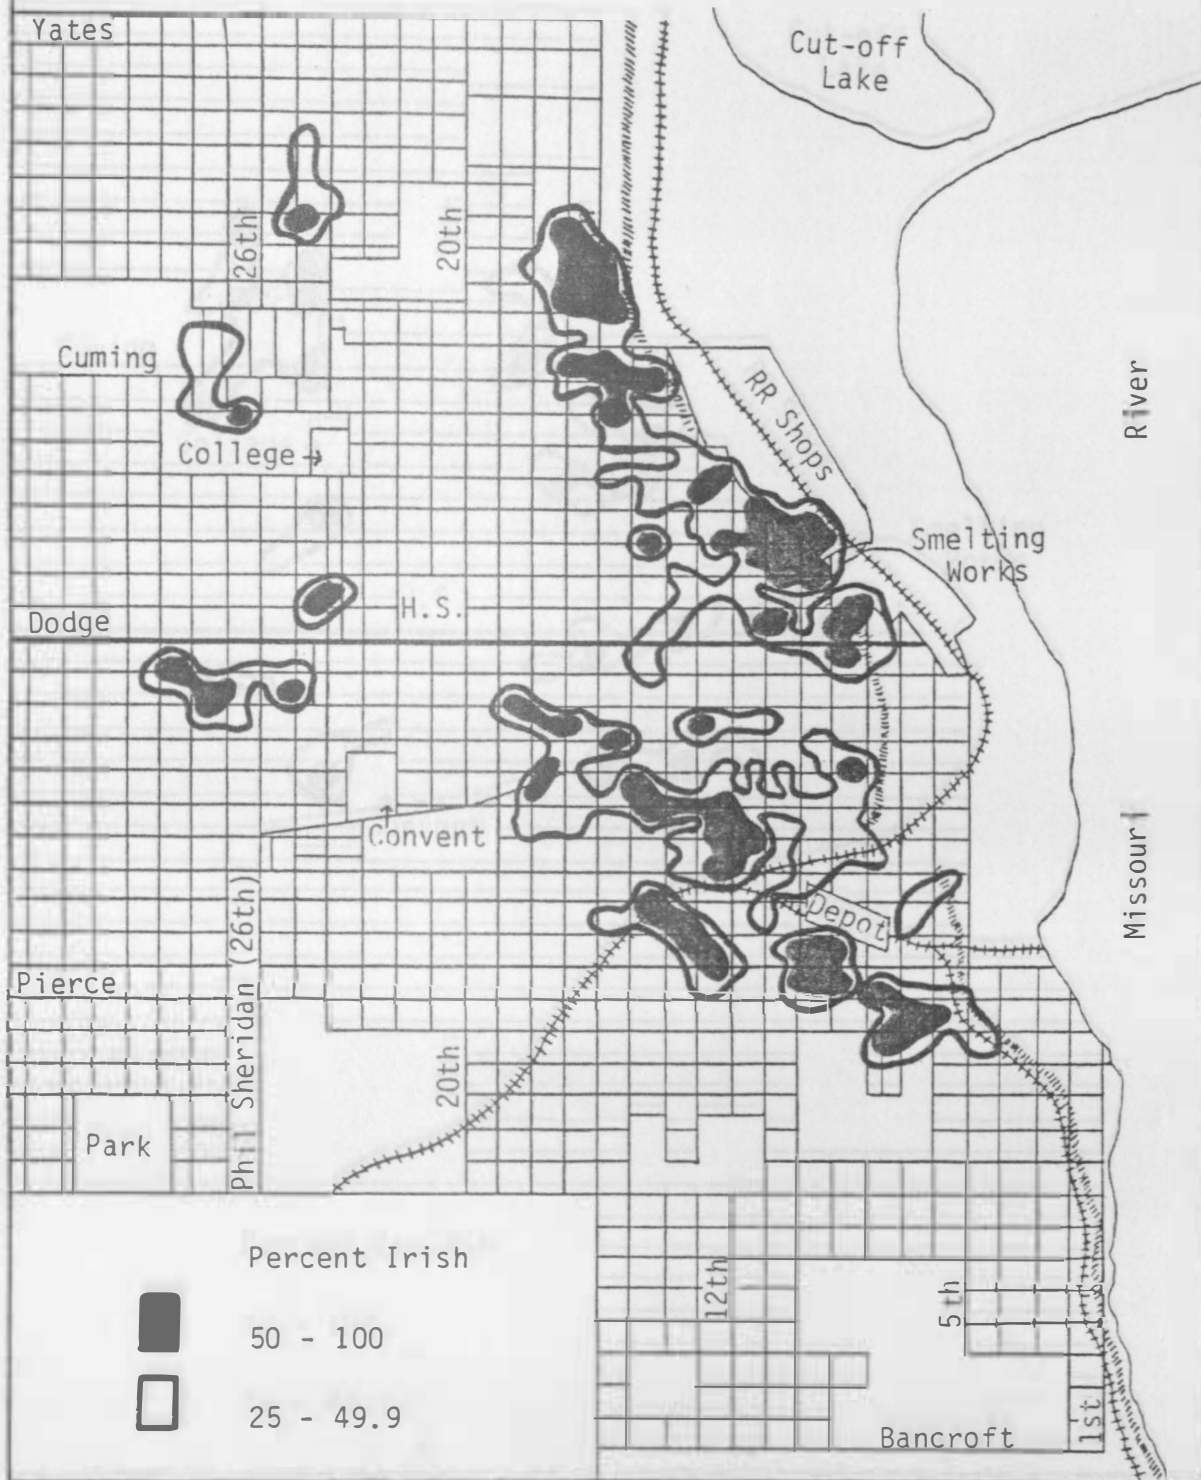 Yates
Cut-off
Lake
26th
20th
Cuming
RR Shops
River
College→
Smelting
Works
Dodge
H.S.
↑
Convent
Phil Sheridan (26th)
Depot
Missouri
Pierce
20th
Park
Percent Irish
50 - 100
25 - 49.9
12th
5th
Bancroft
1st